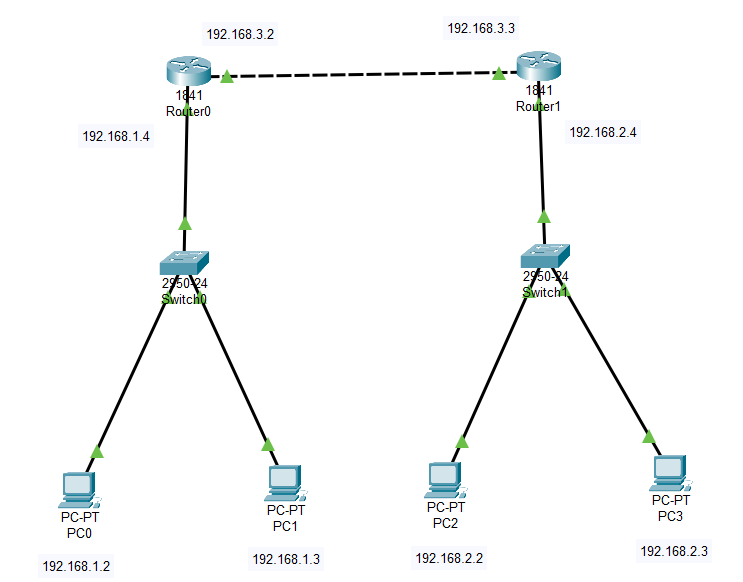 192.168.3.2
192.168.3.3
1841
Router0
1841
Router1
192.168.1.4
192.168.2.4
2950-24
Switch0
2950-24
Switch1
PC-PT
PC0
PC-PT
PC1
PC-PT
PC2
PC-PT
PC3
192.168.1.2
192.168.1.3
192.168.2.2
192.168.2.3